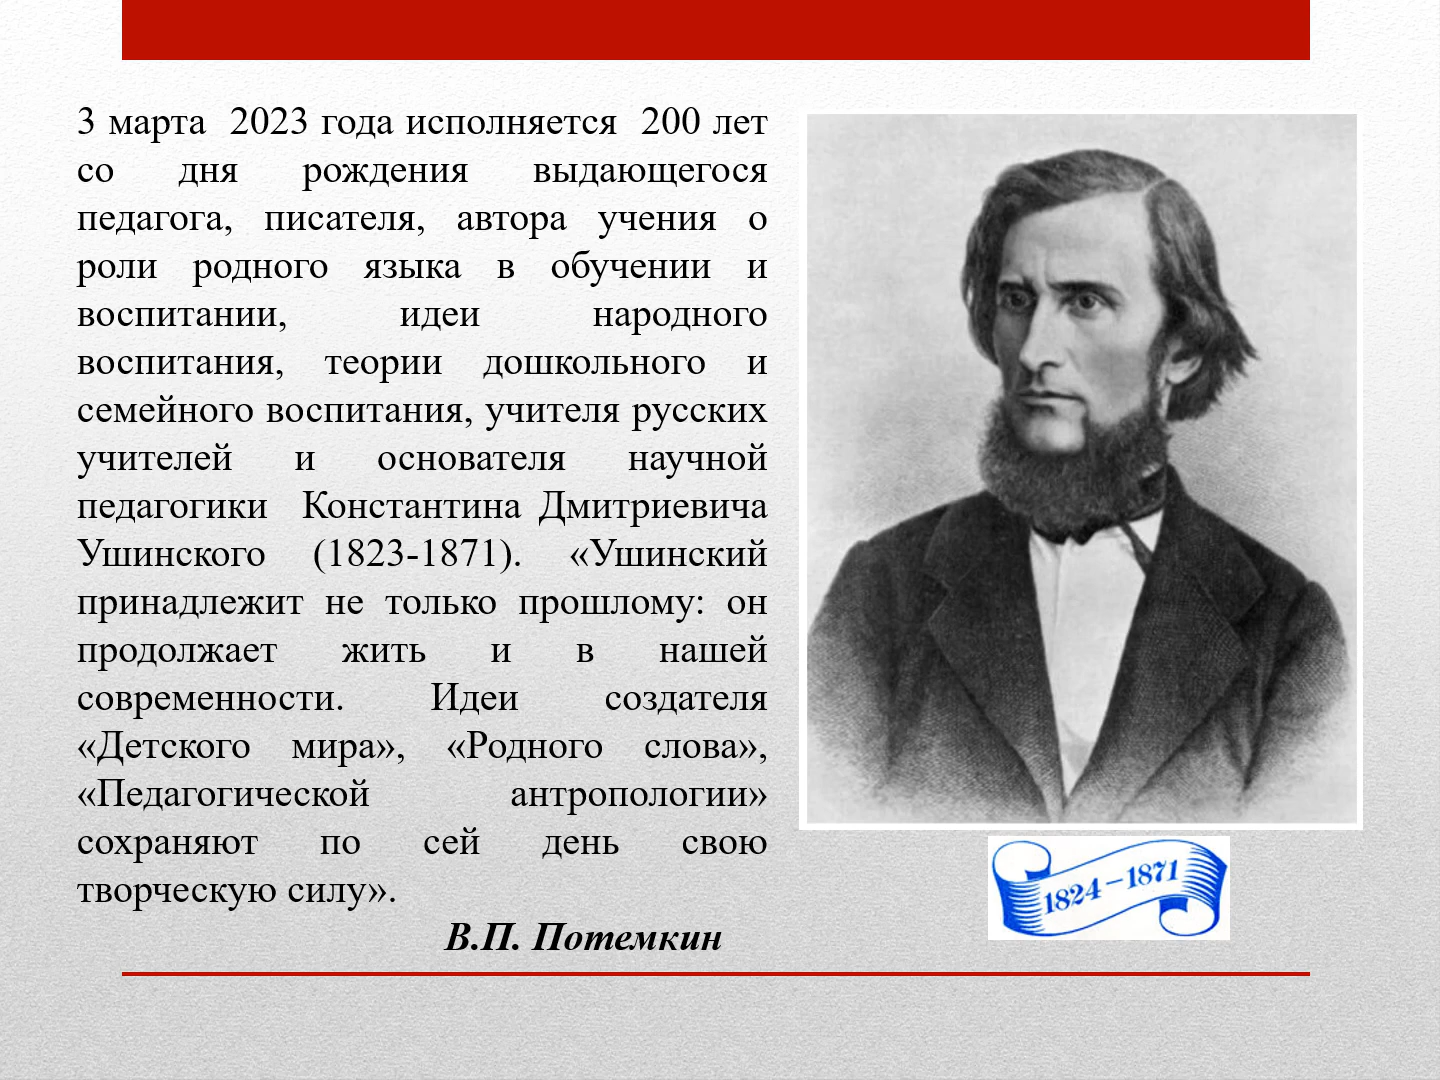 3 марта 2023 года исполняется 200 лет
со дня рождения выдающегося
педагога, писателя, автора учения о
роли родного языка в обучении и
воспитании, идеи народного
воспитания, теории дошкольного и
семейного воспитания, учителя русских
учителей и основателя научной
педагогики Константина Дмитриевича
Ушинского (1823-1871). «Ушинский
принадлежит не только прошлому: он
продолжает жить и в нашей
современности. Идеи создателя
«Детского мира», «Родного слова»,
«Педагогической антропологии»
сохраняют по сей день свою
творческую силу».
В.П. Потемкин
1824–1871